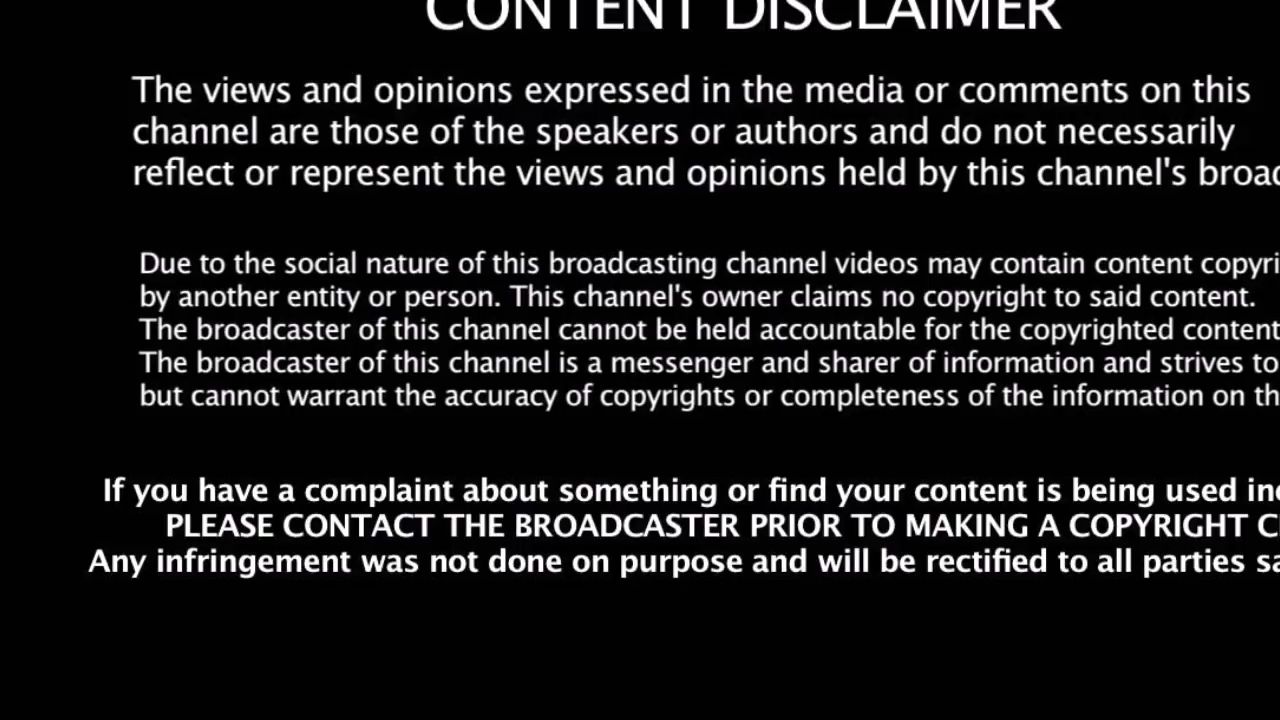 CONTENT DISCLAIMER
The views and opinions expressed in the media or comments on this
channel are those of the speakers or authors and do not necessarily
reflect or represent the views and opinions held by this channel's broad
Due to the social nature of this broadcasting channel videos may contain content copyri
by another entity or person. This channel's owner claims no copyright to said content.
The broadcaster of this channel cannot be held accountable for the copyrighted content
The broadcaster of this channel is a messenger and sharer of information and strives to
but cannot warrant the accuracy of copyrights or completeness of the information on th
If you have a complaint about something or find your content is being used inc
PLEASE CONTACT THE BROADCASTER PRIOR TO MAKING A COPYRIGHT C
Any infringement was not done on purpose and will be rectified to all parties sa